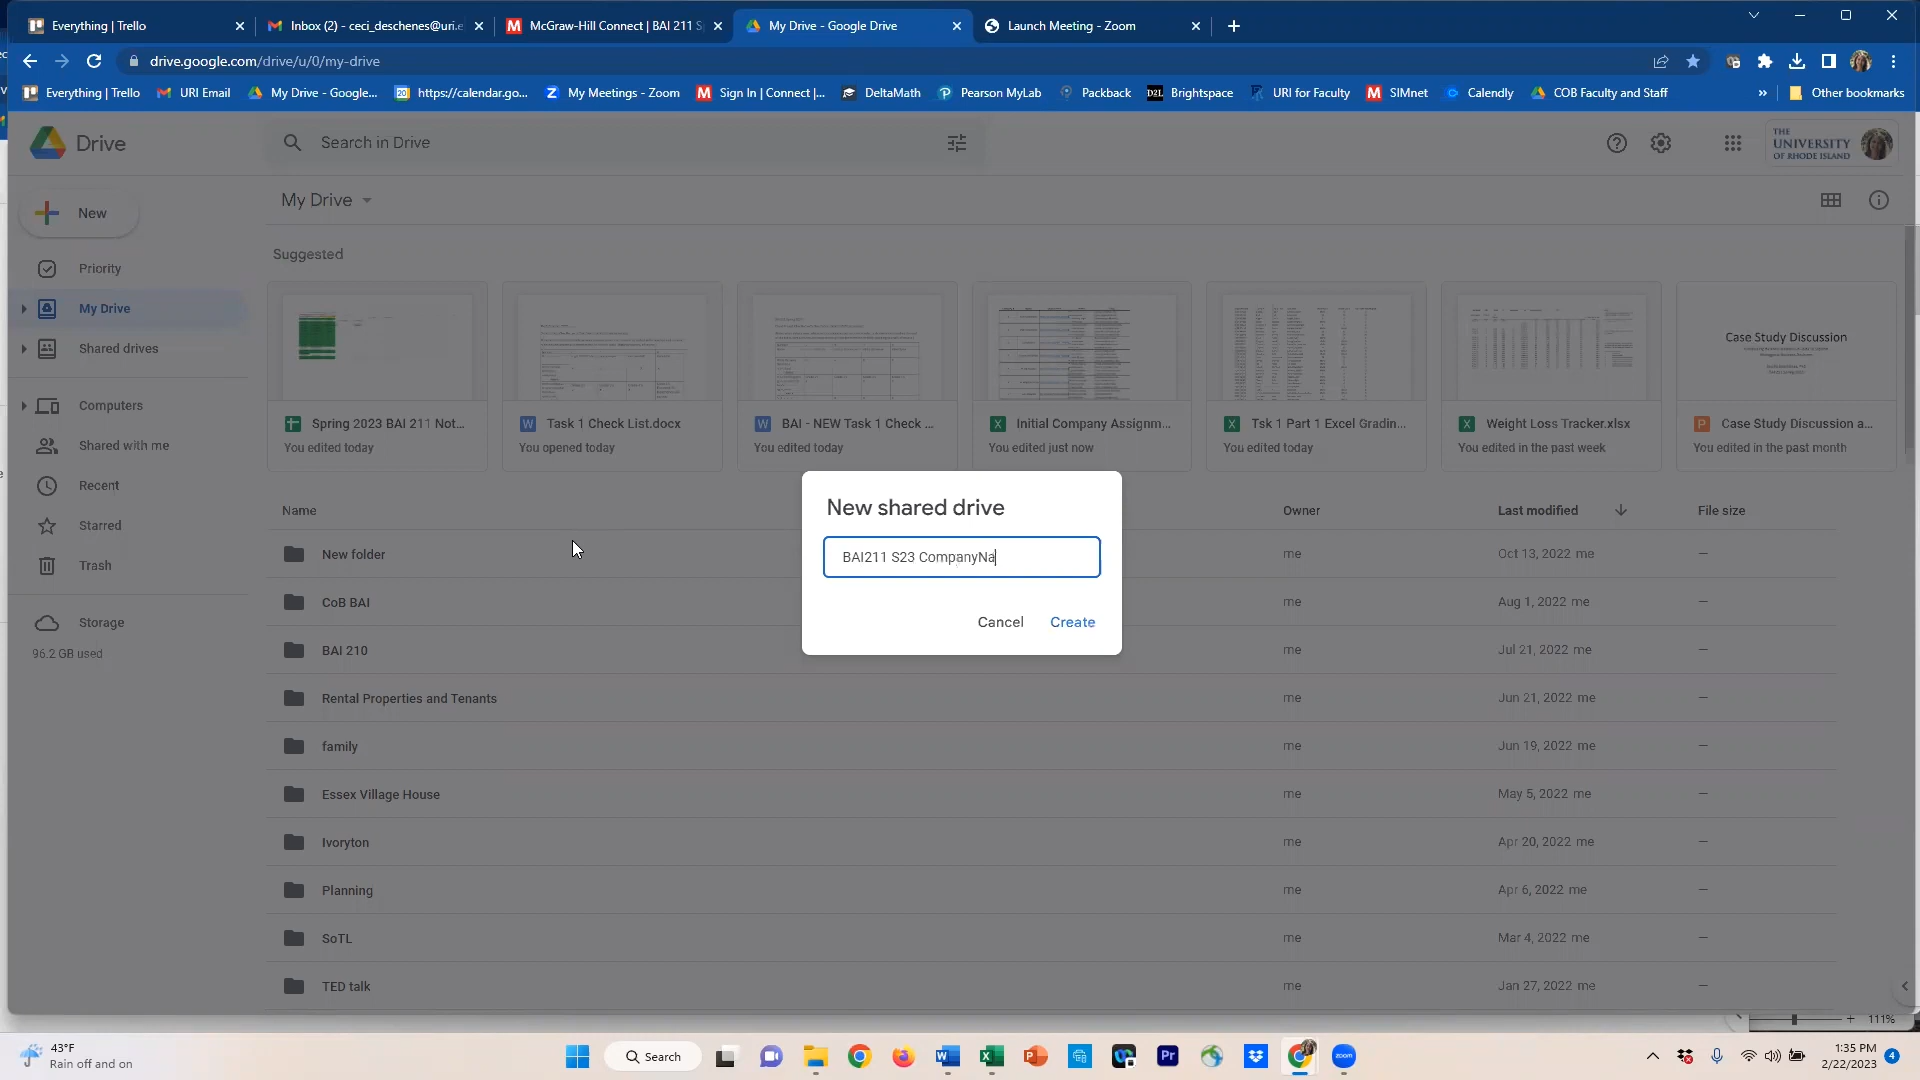 Everything | Trello
Inbox (2) - ceci_deschenes@uri.e
McGraw-Hill Connect | BAI 211 S
My Drive - Google Drive
Launch Meeting - Zoom
drive.google.com/drive/u/0/my-drive
Everything | Trello
URI Email
My Drive - Google...
https://calendar.go...
My Meetings - Zoom
Sign In | Connect |...
DeltaMath
Pearson MyLab
Packback
Brightspace
URI for Faculty
SIMnet
Calendly
COB Faculty and Staff
»
Other bookmarks
Drive
Search in Drive
THE
UNIVERSITY
OF RHODE ISLAND
New
My Drive
Priority
My Drive
Shared drives
Computers
Shared with me
Recent
Starred
Trash
Storage
96.2 GB used
Suggested
Case Study Discussion
Spring 2023 BAI 211 Not...
You edited today
Task 1 Check List.docx
You opened today
BAI - NEW Task 1 Check ...
You edited today
Initial Company Assignm...
You edited just now
Tsk 1 Part 1 Excel Gradin...
You edited today
Weight Loss Tracker.xlsx
You edited in the past week
Case Study Discussion a...
You edited in the past month
Name Owner Last modified File size
New folder me Oct 13, 2022 me —
CoB BAI me Aug 1, 2022 me —
BAI 210 me Jul 21, 2022 me —
Rental Properties and Tenants me Jun 21, 2022 me —
family me Jun 19, 2022 me —
Essex Village House me May 5, 2022 me —
Ivoryton me Apr 20, 2022 me —
Planning me Apr 6, 2022 me —
SoTL me Mar 4, 2022 me —
TED talk me Jan 27, 2022 me —
New shared drive
BAI211 S23 CompanyNa
Cancel Create
111%
43°F
Rain off and on
Search
1:35 PM
2/22/2023
4